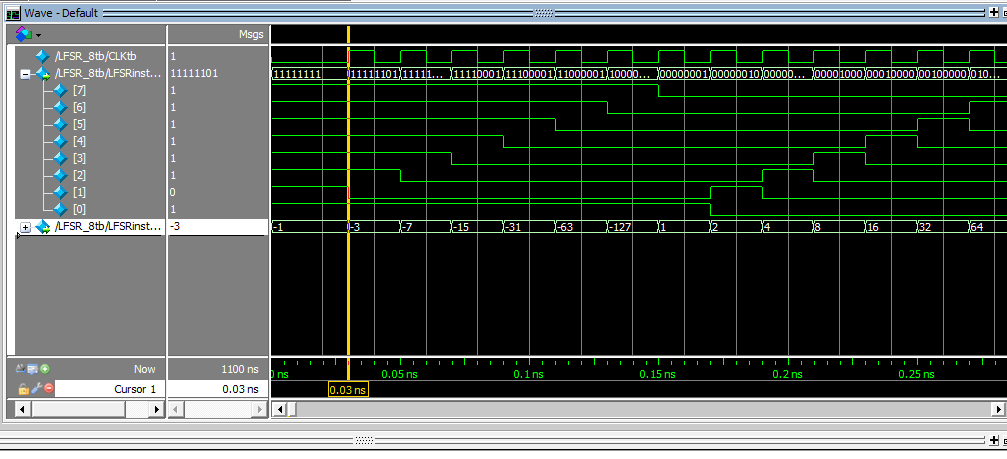 Wave - Default
Msgs
/LFSR_8tb/CLKtb 1
/LFSR_8tb/LFSRinst... 11111101 11111111 11111101 11111... 11110001 11100001 11000001 10000... 00000001 00000010 00000... 00001000 00010000 00100000 010...
[7] 1
[6] 1
[5] 1
[4] 1
[3] 1
[2] 1
[1] 0
[0] 1
/LFSR_8tb/LFSRinst... -3 -1 -3 -7 -15 -31 -63 -127 1 2 4 8 16 32 64
Now 1100 ns ns 0.05 ns 0.1 ns 0.15 ns 0.2 ns 0.25 ns
Cursor 1 0.03 ns 0.03 ns